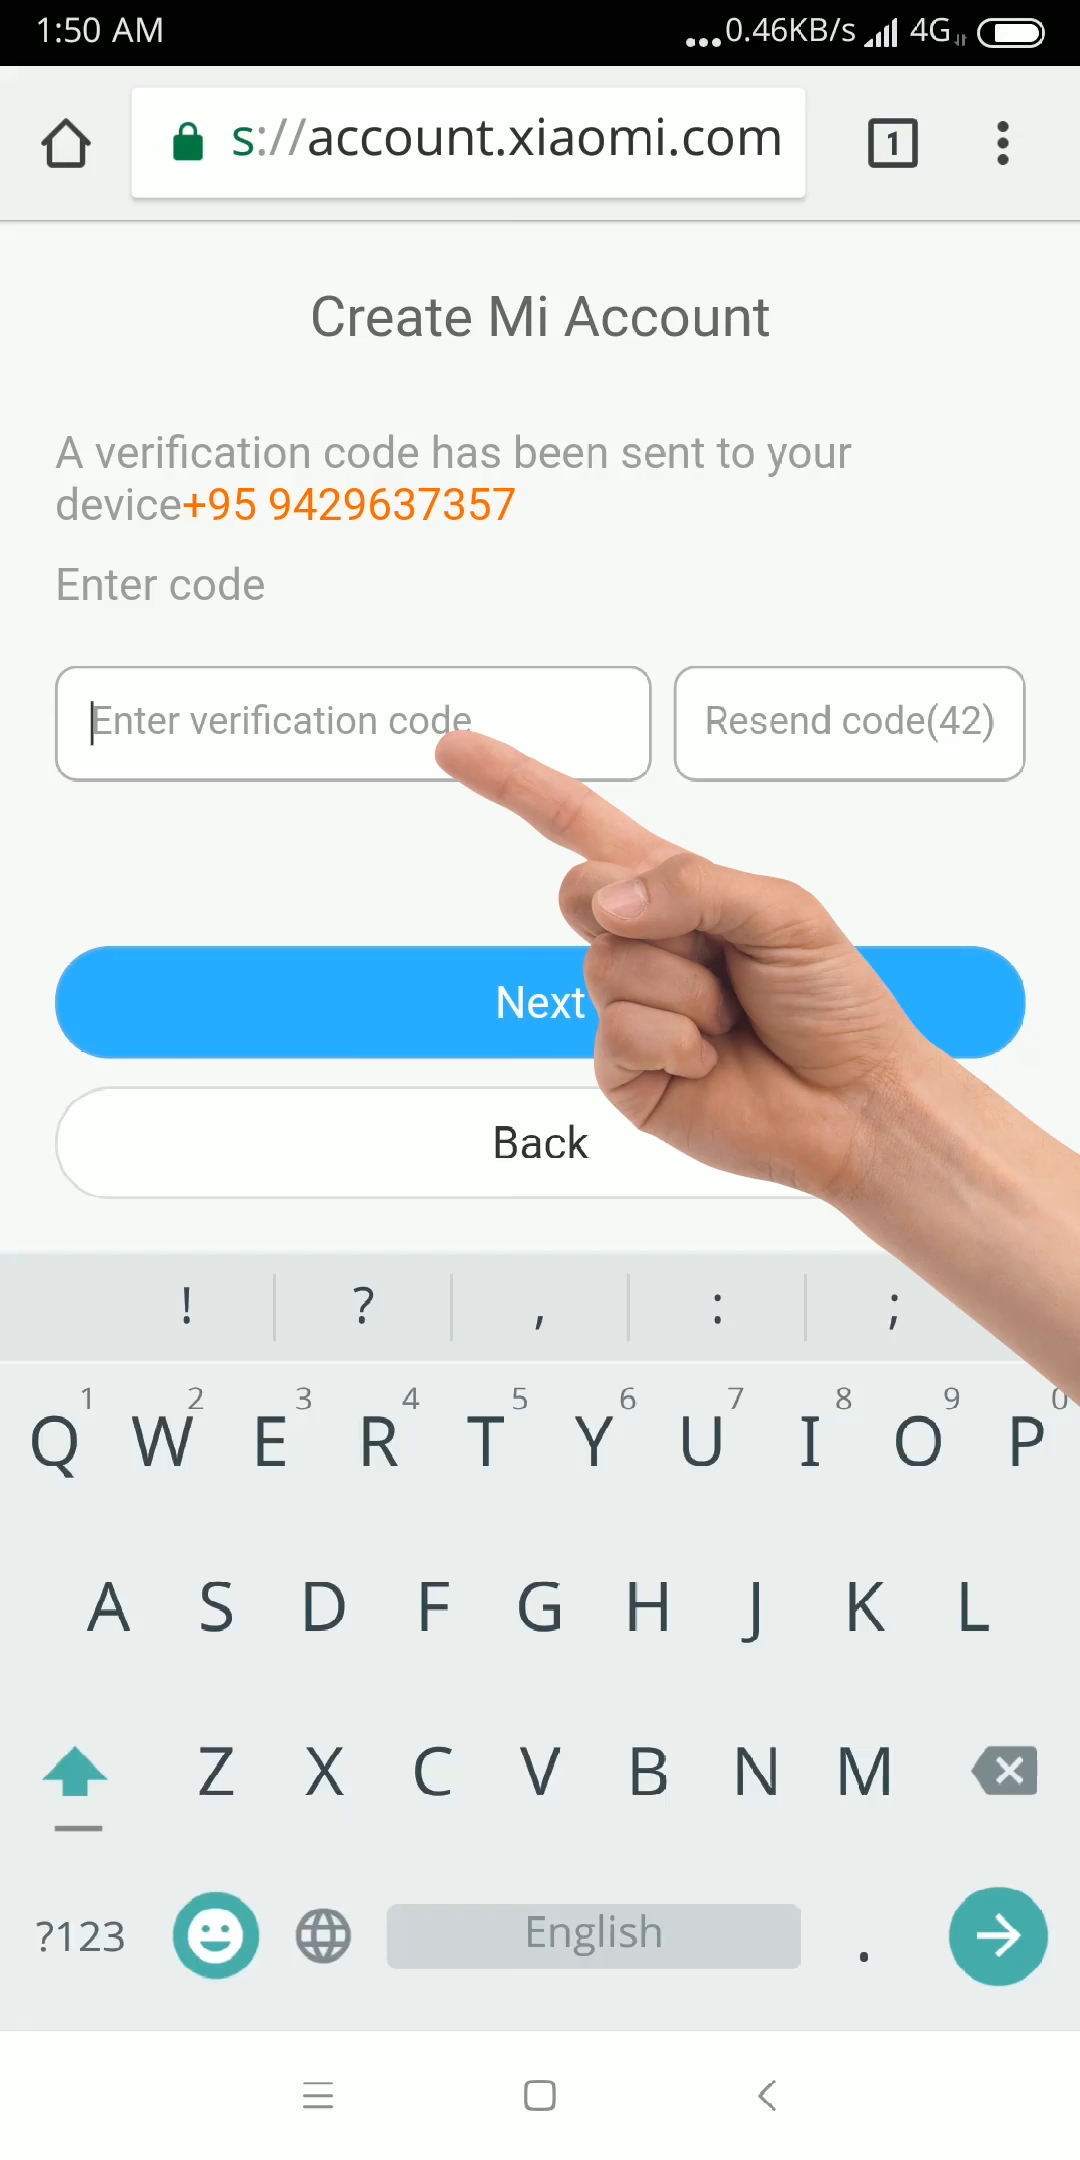 1:50 AM
...0.46KB/s 4G
s://account.xiaomi.com
1
Create Mi Account
A verification code has been sent to your
device+95 9429637357
Enter code
Enter verification code
Resend code(42)
Next
Back
! ? , : ;
1 2 3 4 5 6 7 8 9 0
Q W E R T Y U I O P
A S D F G H J K L
Z X C V B N M
?123 English .